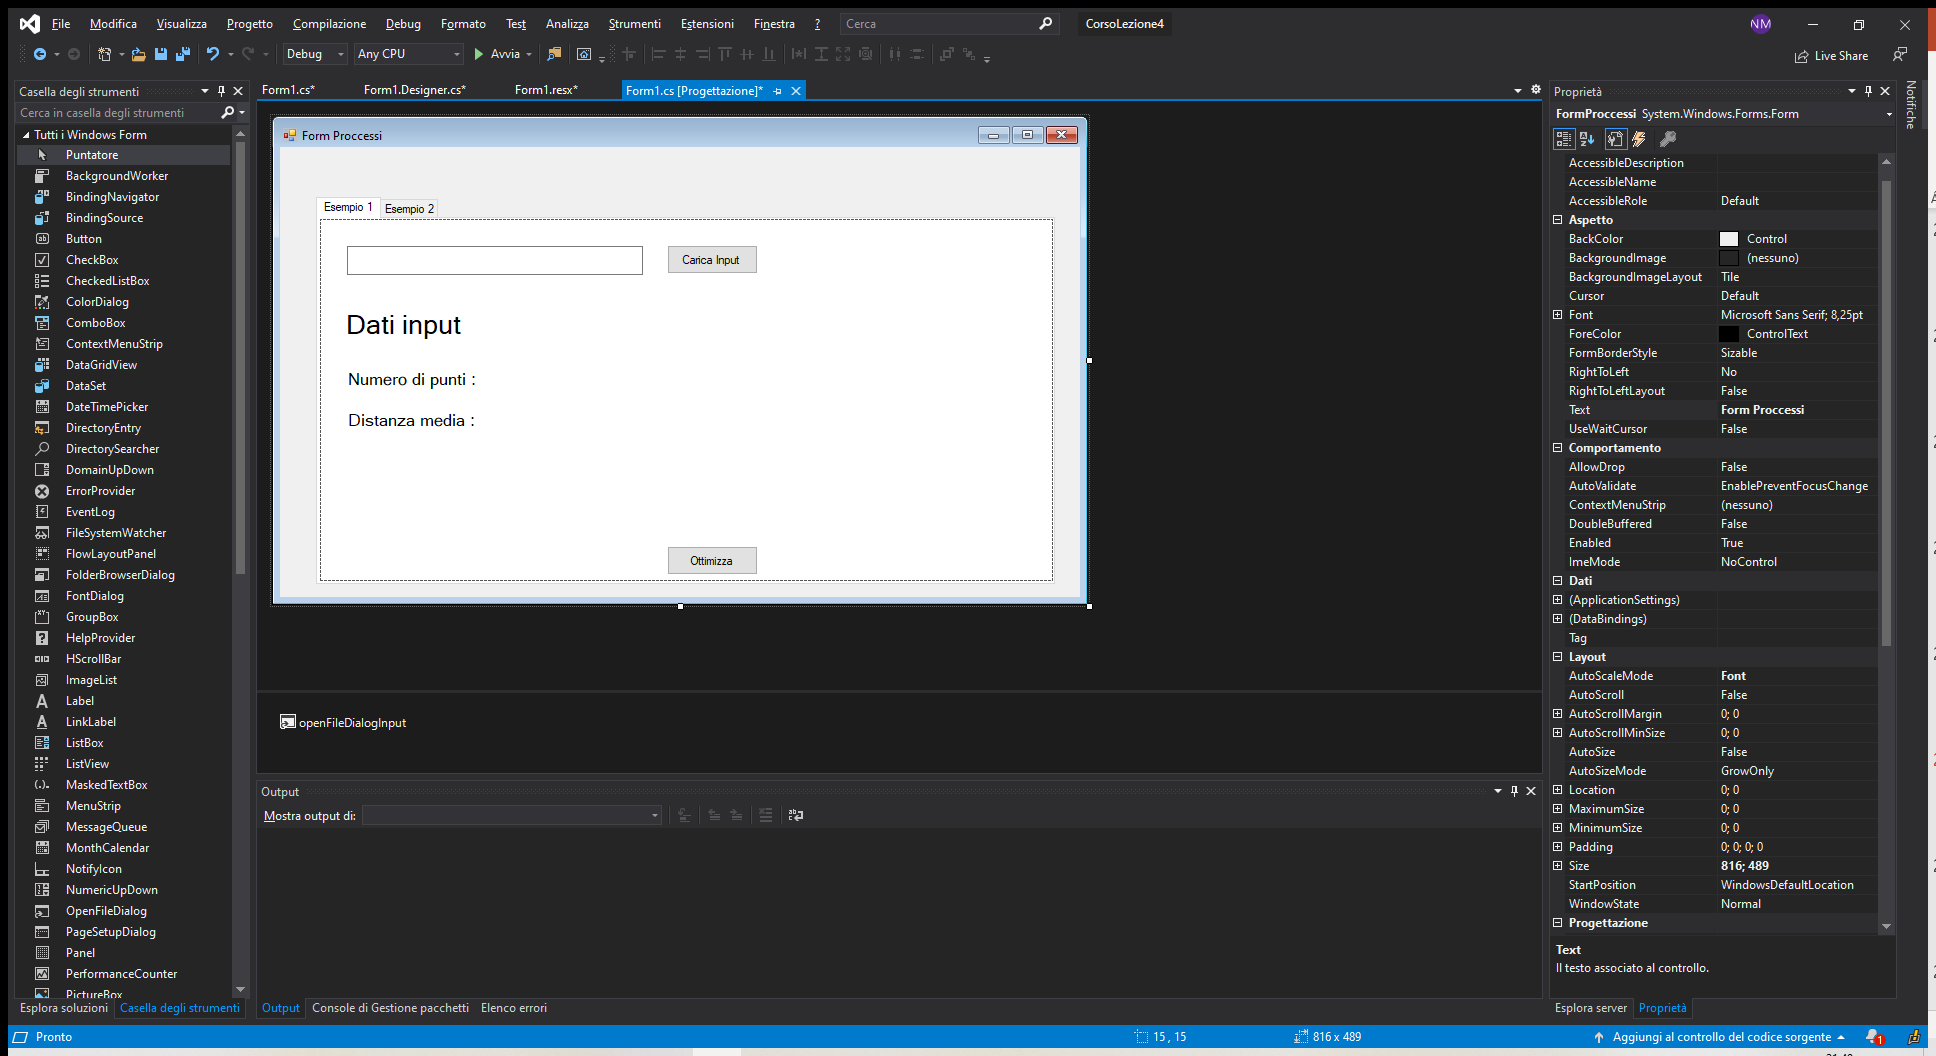 File Modifica Visualizza Progetto Compilazione Debug Formato Test Analizza Strumenti Estensioni Finestra ? Cerca CorsoLezione4 NM
Debug Any CPU Avvia Live Share
Casella degli strumenti
Cerca in casella degli strumenti
Tutti i Windows Form
Puntatore
BackgroundWorker
BindingNavigator
BindingSource
Button
CheckBox
CheckedListBox
ColorDialog
ComboBox
ContextMenuStrip
DataGridView
DataSet
DateTimePicker
DirectoryEntry
DirectorySearcher
DomainUpDown
ErrorProvider
EventLog
FileSystemWatcher
FlowLayoutPanel
FolderBrowserDialog
FontDialog
GroupBox
HelpProvider
HScrollBar
ImageList
Label
LinkLabel
ListBox
ListView
MaskedTextBox
MenuStrip
MessageQueue
MonthCalendar
NotifyIcon
NumericUpDown
OpenFileDialog
PageSetupDialog
Panel
PerformanceCounter
PictureBox
Esplora soluzioni Casella degli strumenti
Form1.cs* Form1.Designer.cs* Form1.resx* Form1.cs [Progettazione]*
Form Proccessi
Esempio 1 Esempio 2
Carica Input
Dati input
Numero di punti :
Distanza media :
Ottimizza
openFileDialogInput
Output
Mostra output di:
Output Console di Gestione pacchetti Elenco errori
Proprietà
FormProccessi System.Windows.Forms.Form
AccessibleDescription
AccessibleName
AccessibleRole Default
Aspetto
BackColor Control
BackgroundImage (nessuno)
BackgroundImageLayout Tile
Cursor Default
Font Microsoft Sans Serif; 8,25pt
ForeColor ControlText
FormBorderStyle Sizable
RightToLeft No
RightToLeftLayout False
Text Form Proccessi
UseWaitCursor False
Comportamento
AllowDrop False
AutoValidate EnablePreventFocusChange
ContextMenuStrip (nessuno)
DoubleBuffered False
Enabled True
ImeMode NoControl
Dati
(ApplicationSettings)
(DataBindings)
Tag
Layout
AutoScaleMode Font
AutoScroll False
AutoScrollMargin 0; 0
AutoScrollMinSize 0; 0
AutoSize False
AutoSizeMode GrowOnly
Location 0; 0
MaximumSize 0; 0
MinimumSize 0; 0
Padding 0; 0; 0; 0
Size 816; 489
StartPosition WindowsDefaultLocation
WindowState Normal
Progettazione
Text
Il testo associato al controllo.
Esplora server Proprietà
Notifiche
Pronto 15 , 15 816 x 489 Aggiungi al controllo del codice sorgente 1